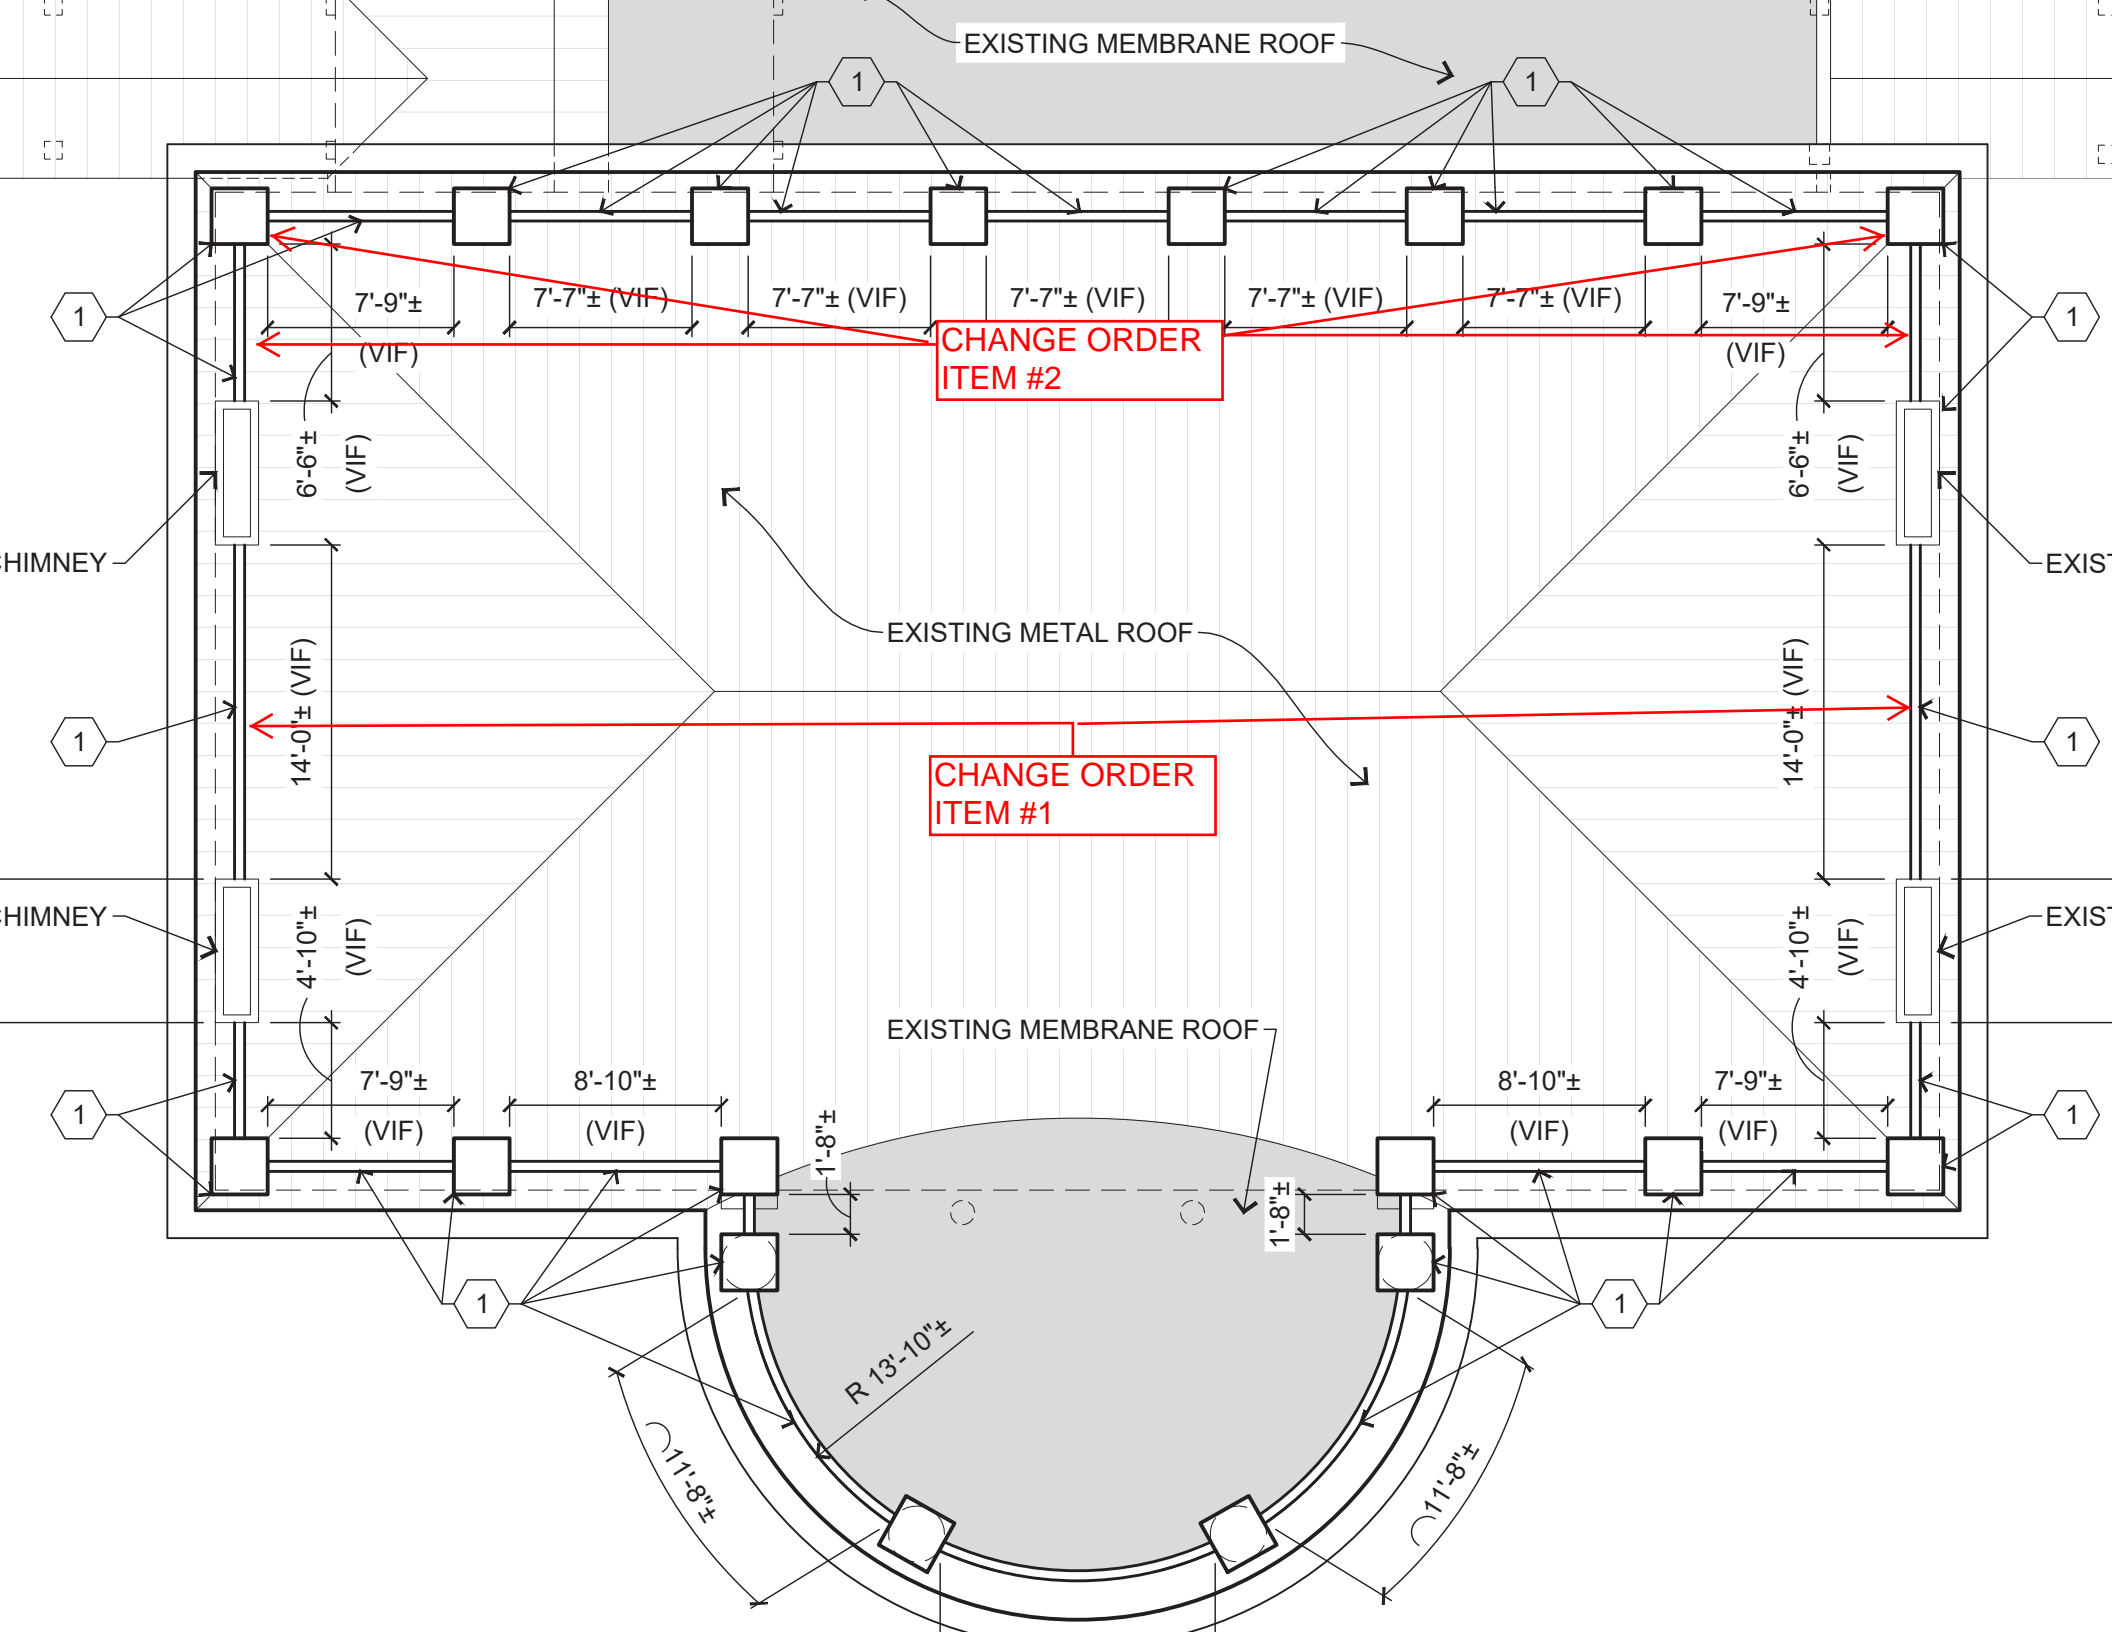 EXISTING MEMBRANE ROOF
1
1
7'-9"±
(VIF)
7'-7"± (VIF)
7'-7"± (VIF)
7'-7"± (VIF)
7'-7"± (VIF)
7'-7"± (VIF)
7'-9"±
(VIF)
1
1
CHANGE ORDER
ITEM #2
6'-6"±
(VIF)
6'-6"±
(VIF)
CHIMNEY
EXIST
EXISTING METAL ROOF
14'-0"± (VIF)
14'-0"± (VIF)
1
1
CHANGE ORDER
ITEM #1
CHIMNEY
EXIST
4'-10"±
(VIF)
4'-10"±
(VIF)
EXISTING MEMBRANE ROOF
7'-9"±
(VIF)
8'-10"±
(VIF)
8'-10"±
(VIF)
7'-9"±
(VIF)
1
1
1'-8"±
1'-8"±
1
1
R 13'-10"±
11'-8"±
11'-8"±